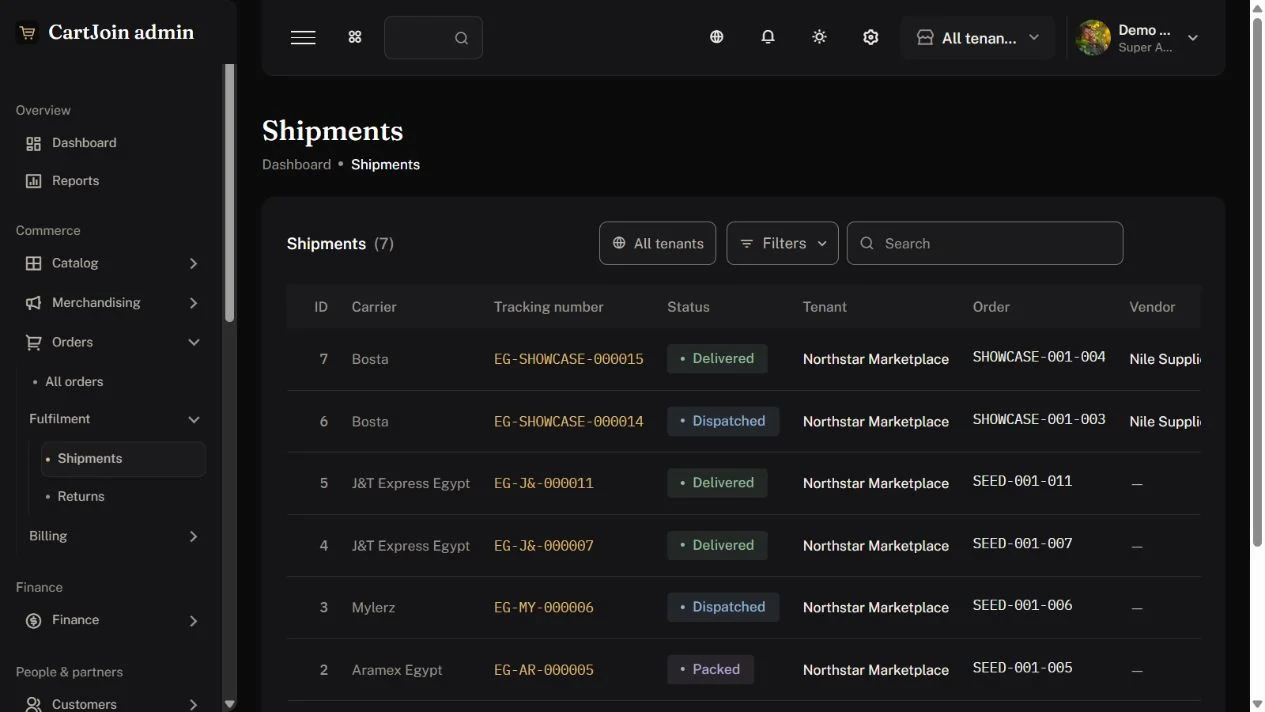 CartJoin admin
All tenan...
Demo ...
Super A...
Overview
Dashboard
Reports
Commerce
Catalog
Merchandising
Orders
All orders
Fulfilment
Shipments
Returns
Billing
Finance
Finance
People & partners
Customers
Shipments
Dashboard • Shipments
Shipments (7)
All tenants
Filters
Search
ID Carrier Tracking number Status Tenant Order Vendor
7 Bosta EG-SHOWCASE-000015 • Delivered Northstar Marketplace SHOWCASE-001-004 Nile Suppli
6 Bosta EG-SHOWCASE-000014 • Dispatched Northstar Marketplace SHOWCASE-001-003 Nile Suppli
5 J&T Express Egypt EG-J&-000011 • Delivered Northstar Marketplace SEED-001-011 —
4 J&T Express Egypt EG-J&-000007 • Delivered Northstar Marketplace SEED-001-007 —
3 Mylerz EG-MY-000006 • Dispatched Northstar Marketplace SEED-001-006 —
2 Aramex Egypt EG-AR-000005 • Packed Northstar Marketplace SEED-001-005 —